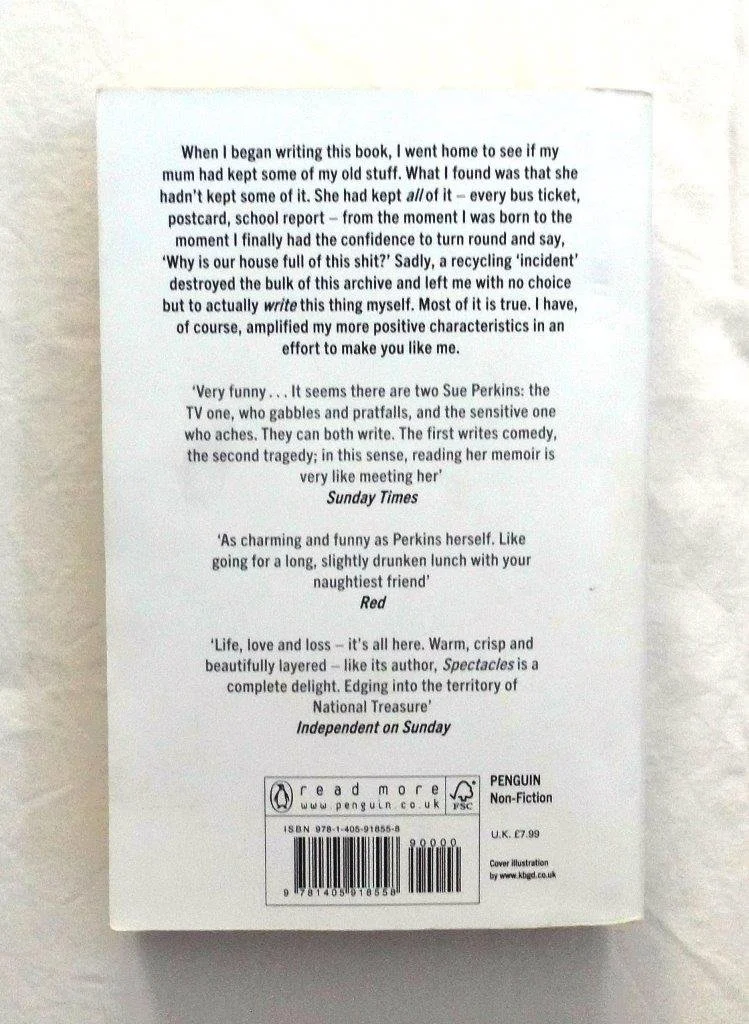 When I began writing this book, I went home to see if my
mum had kept some of my old stuff. What I found was that she
hadn't kept some of it. She had kept all of it – every bus ticket,
postcard, school report – from the moment I was born to the
moment I finally had the confidence to turn round and say,
'Why is our house full of this shit?' Sadly, a recycling 'incident'
destroyed the bulk of this archive and left me with no choice
but to actually write this thing myself. Most of it is true. I have,
of course, amplified my more positive characteristics in an
effort to make you like me.
'Very funny... It seems there are two Sue Perkins: the
TV one, who gabbles and pratfalls, and the sensitive one
who aches. They can both write. The first writes comedy,
the second tragedy; in this sense, reading her memoir is
very like meeting her'
Sunday Times
'As charming and funny as Perkins herself. Like
going for a long, slightly drunken lunch with your
naughtiest friend'
Red
'Life, love and loss – it's all here. Warm, crisp and
beautifully layered – like its author, Spectacles is a
complete delight. Edging into the territory of
National Treasure'
Independent on Sunday
read more
www.penguin.co.uk
FSC
ISBN 978-1-405-91855-8
90000
9 781405 918558
PENGUIN
Non-Fiction
U.K. £7.99
Cover illustration
by www.kbgd.co.uk